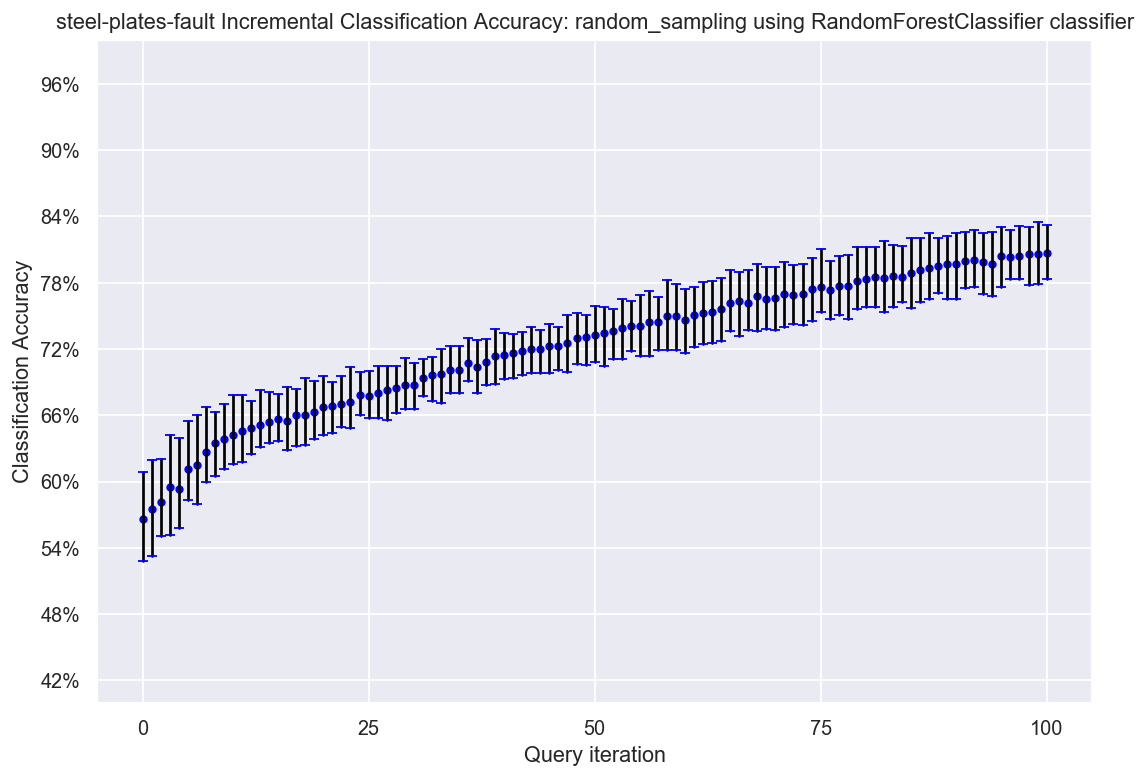 steel-plates-fault Incremental Classification Accuracy: random_sampling using RandomForestClassifier classifier
96%
90%
84%
78%
72%
66%
60%
54%
48%
42%
Classification Accuracy
0 25 50 75 100
Query iteration